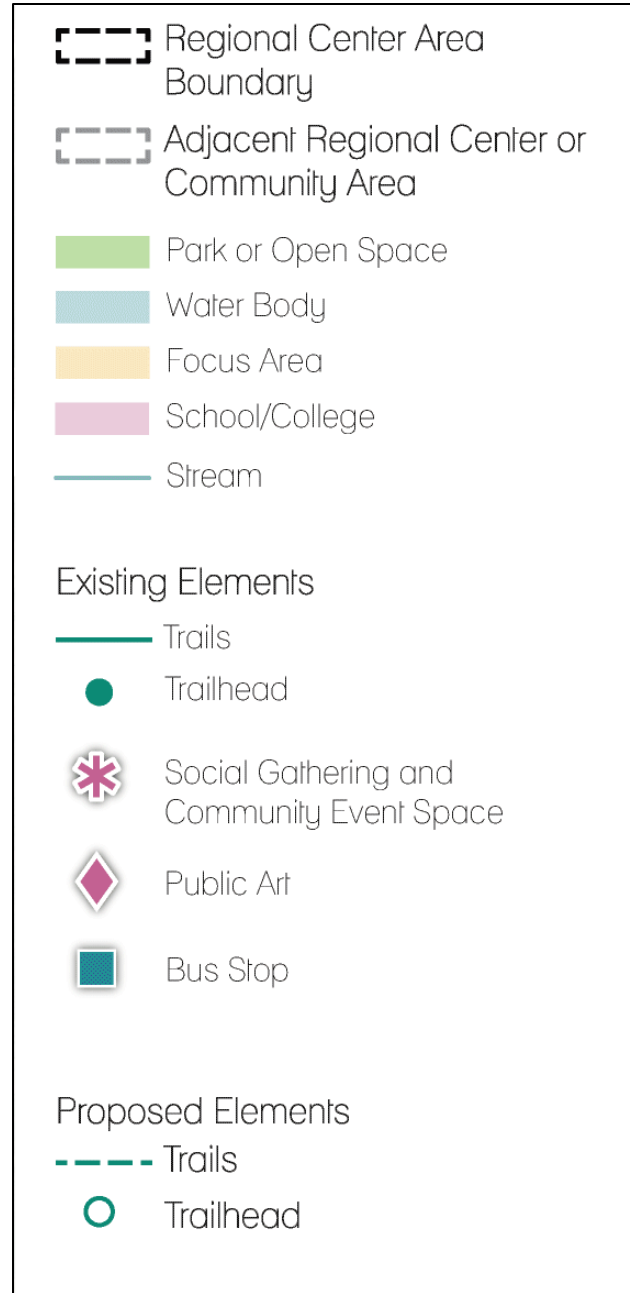 Regional Center Area
Boundary
Adjacent Regional Center or
Community Area
Park or Open Space
Water Body
Focus Area
School/College
Stream
Existing Elements
Trails
Trailhead
Social Gathering and
Community Event Space
Public Art
Bus Stop
Proposed Elements
Trails
Trailhead